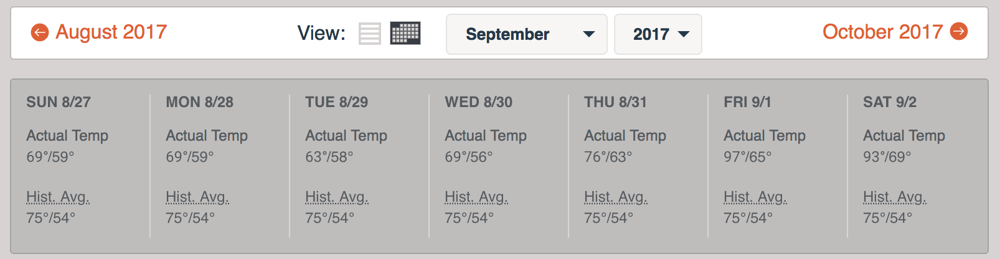 August 2017 View: September 2017 October 2017
SUN 8/27 MON 8/28 TUE 8/29 WED 8/30 THU 8/31 FRI 9/1 SAT 9/2
Actual Temp Actual Temp Actual Temp Actual Temp Actual Temp Actual Temp Actual Temp
69°/59° 69°/59° 63°/58° 69°/56° 76°/63° 97°/65° 93°/69°
Hist. Avg. Hist. Avg. Hist. Avg. Hist. Avg. Hist. Avg. Hist. Avg. Hist. Avg.
75°/54° 75°/54° 75°/54° 75°/54° 75°/54° 75°/54° 75°/54°